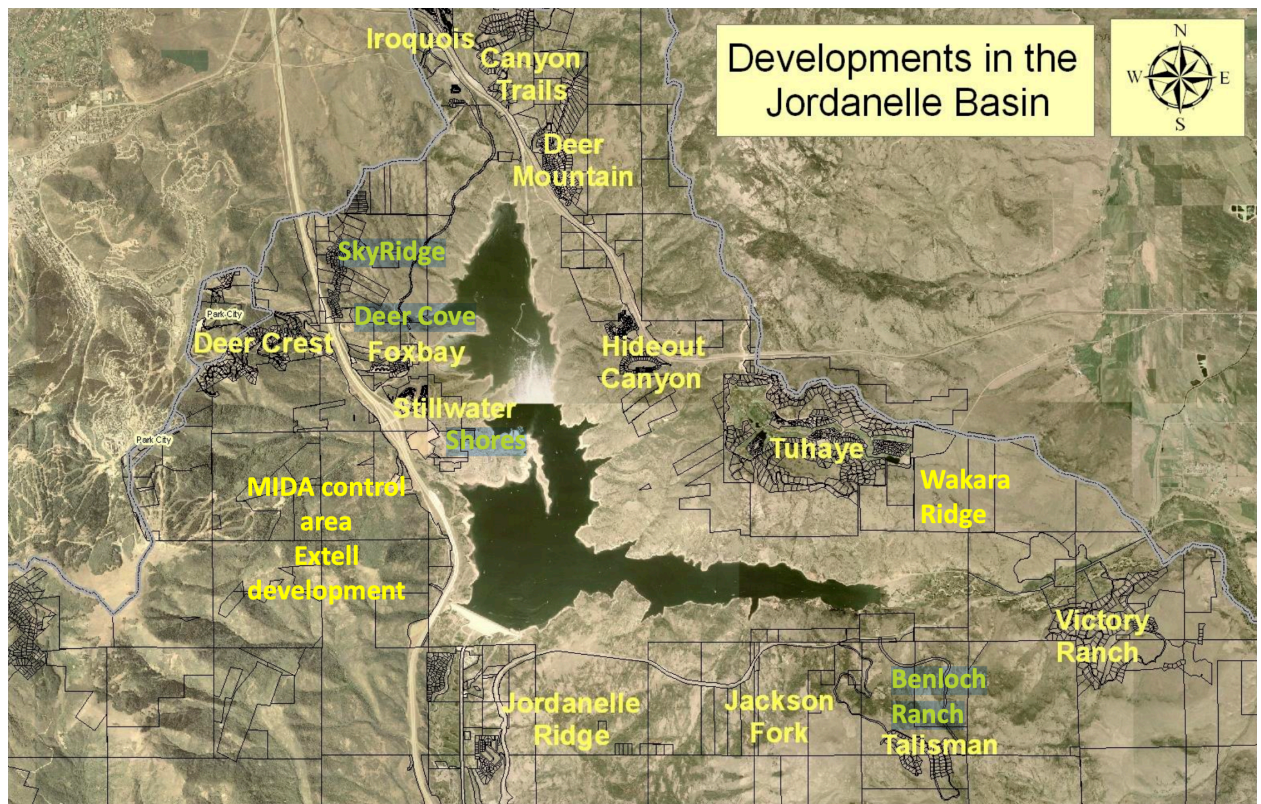 Developments in the
Jordanelle Basin
N
W
E
S
Iroquois
Canyon
Trails
Deer
Mountain
SkyRidge
Park City
Deer Cove
Deer Crest
Foxbay
Hideout
Canyon
Stillwater
Shores
Park City
Tuhaye
MIDA control
area
Extell
development
Wakara
Ridge
Victory
Ranch
Benloch
Ranch
Jordanelle
Ridge
Jackson
Fork
Talisman